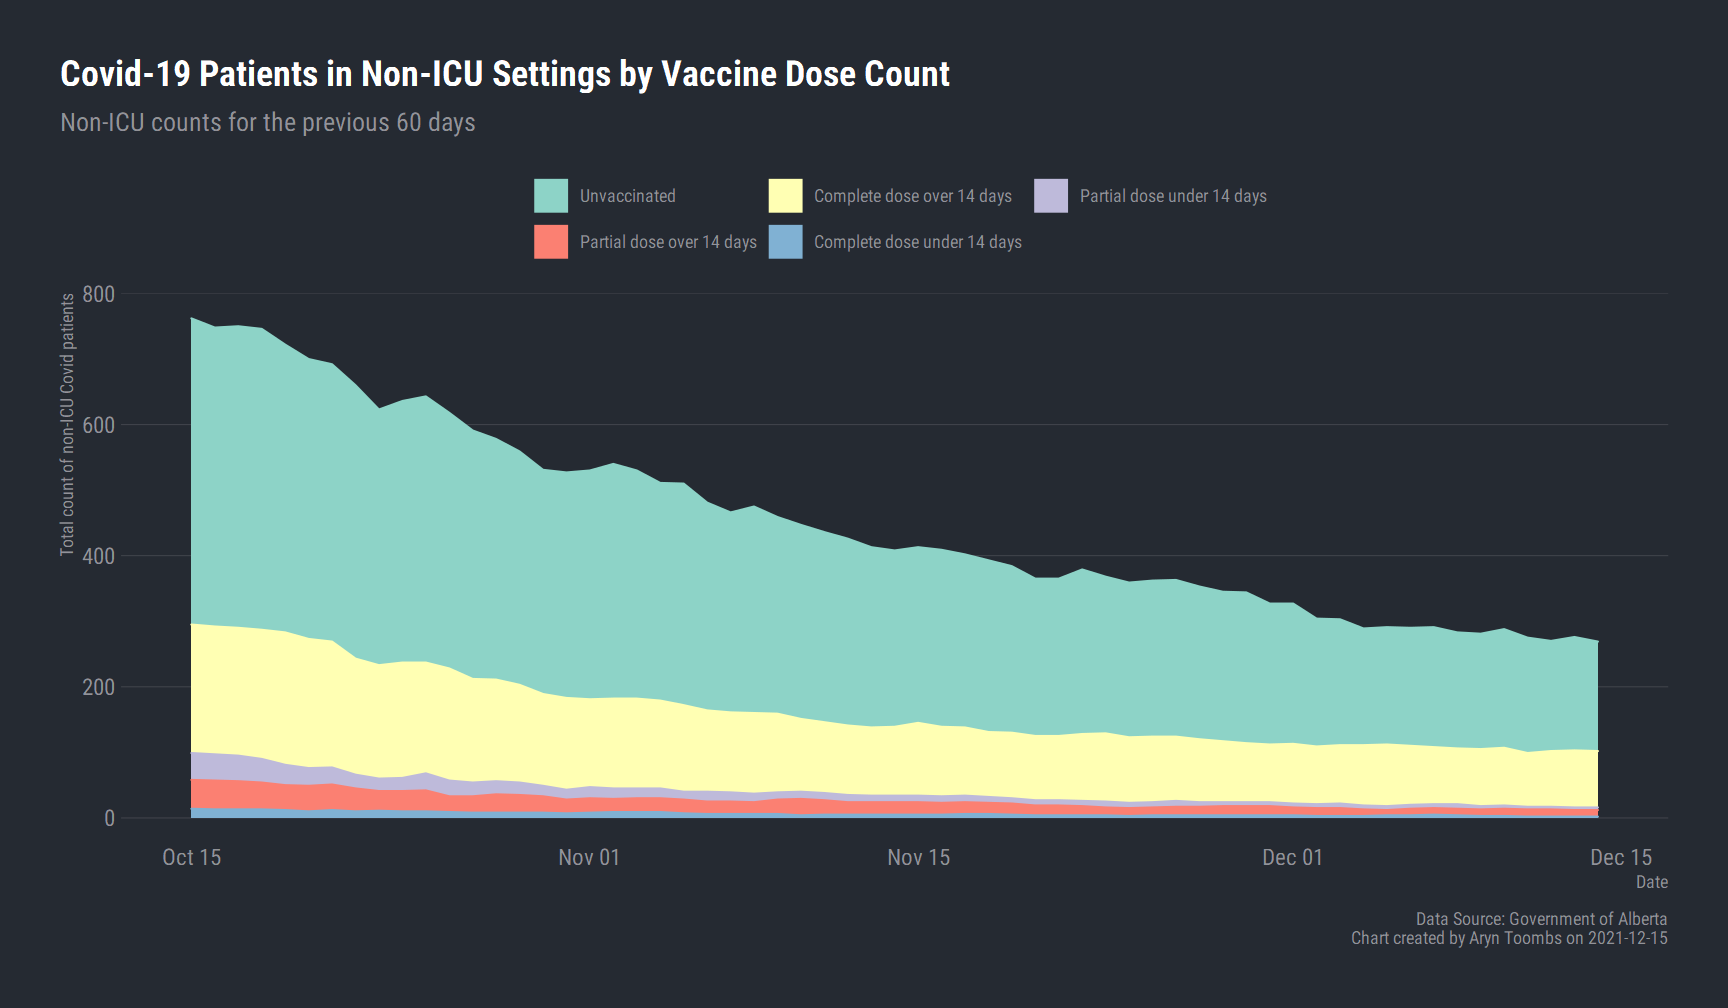 Covid-19 Patients in Non-ICU Settings by Vaccine Dose Count
Non-ICU counts for the previous 60 days
Unvaccinated
Complete dose over 14 days
Partial dose under 14 days
Partial dose over 14 days
Complete dose under 14 days
Total count of non-ICU Covid patients
800
600
400
200
0
Oct 15
Nov 01
Nov 15
Dec 01
Dec 15
Date
Data Source: Government of Alberta
Chart created by Aryn Toombs on 2021-12-15